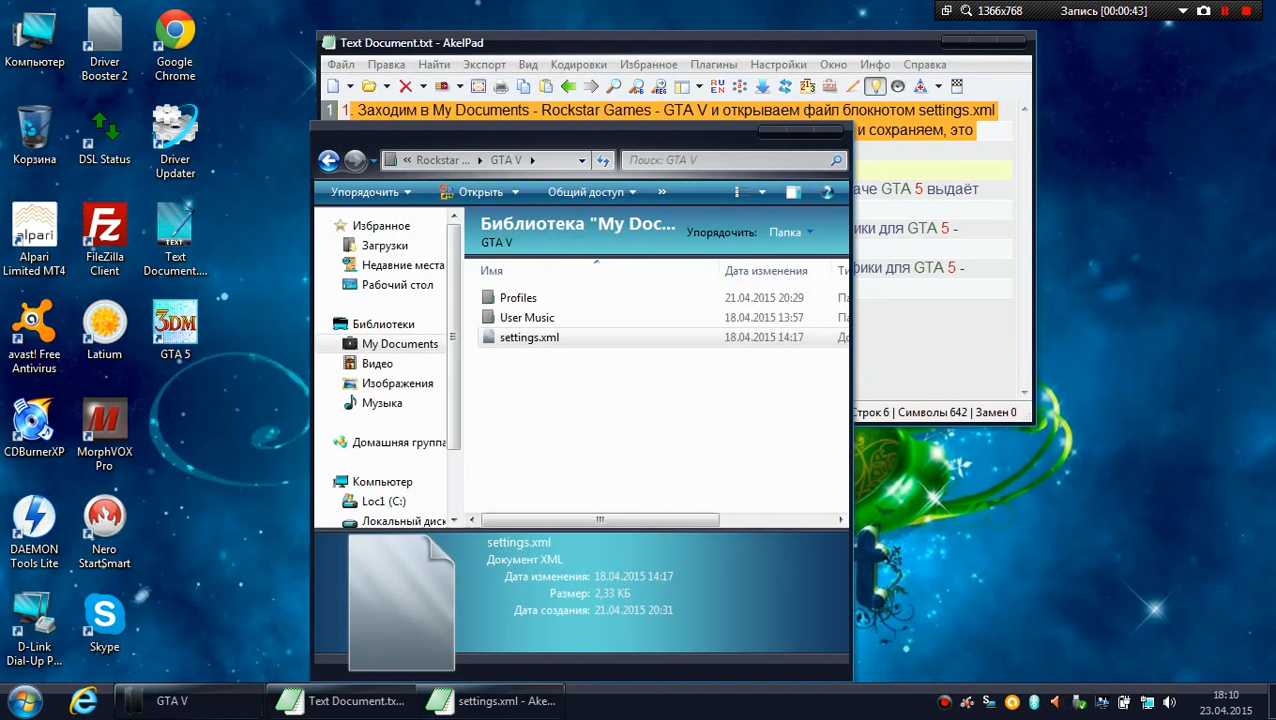 1366x768
Запись [00:00:43]
Компьютер
Driver
Booster 2
Google
Chrome
Корзина
DSL Status
Driver
Updater
Alpari
Limited MT4
FileZilla
Client
TEXT
Text
Document....
avast! Free
Antivirus
Latium
3DM
GTA 5
CDBurnerXP
MorphVOX
Pro
DAEMON
Tools Lite
Nero
StartSmart
D-Link
Dial-Up P...
Skype
Text Document.txt - AkelPad
Файл Правка Найти Экспорт Вид Кодировки Избранное Плагины Настройки Окно Инфо Справка
1 1. Заходим в My Documents - Rockstar Games - GTA V и открываем файл блокнотом settings.xml
и сохраняем, это
аче GTA 5 выдаёт
ики для GTA 5 -
фики для GTA 5 -
Строк 6 | Символы 642 | Замен 0
« Rockstar ... GTA V
Поиск: GTA V
Упорядочить Открыть Общий доступ »
Избранное
Загрузки
Недавние места
Рабочий стол
Библиотеки
My Documents
Видео
Изображения
Музыка
Домашняя группа
Компьютер
Loc1 (C:)
Локальный диск
Библиотека "My Doc...
GTA V
Упорядочить: Папка
Имя Дата изменения Ти
Profiles 21.04.2015 20:29 Па
User Music 18.04.2015 13:57 Па
settings.xml 18.04.2015 14:17 До
settings.xml
Документ XML
Дата изменения: 18.04.2015 14:17
Размер: 2,33 КБ
Дата создания: 21.04.2015 20:31
GTA V
Text Document.tx...
settings.xml - Ake...
18:10
23.04.2015